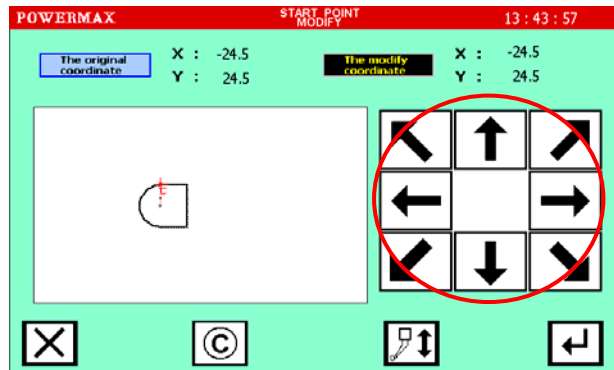 POWERMAX
START POINT
MODIFY
13 : 43 : 57
The original
coordinate
X : -24.5
Y : 24.5
The modify
coordinate
X : -24.5
Y : 24.5
C